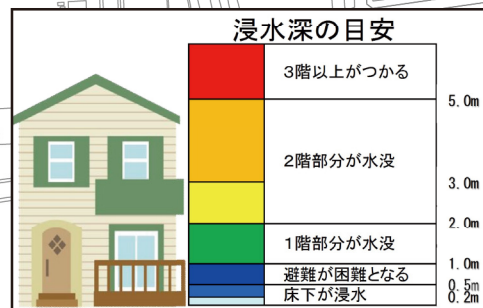 浸水深の目安
3階以上がつかる
5.0m
2階部分が水没
3.0m
2.0m
1階部分が水没
1.0m
避難が困難となる
0.5m
床下が浸水
0.2m